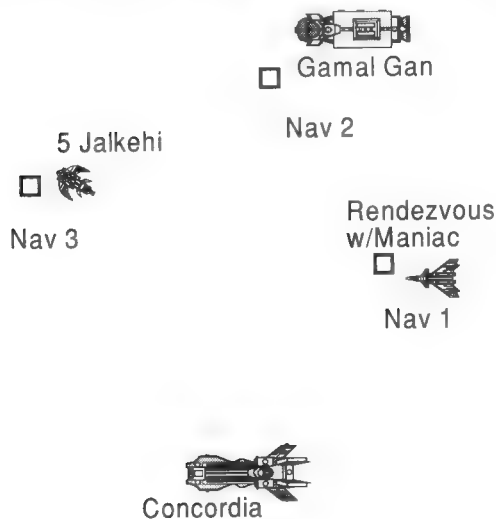 Gamal Gan
Nav 2
5 Jalkehi
Nav 3
Rendezvous
w/Maniac
Nav 1
Concordia